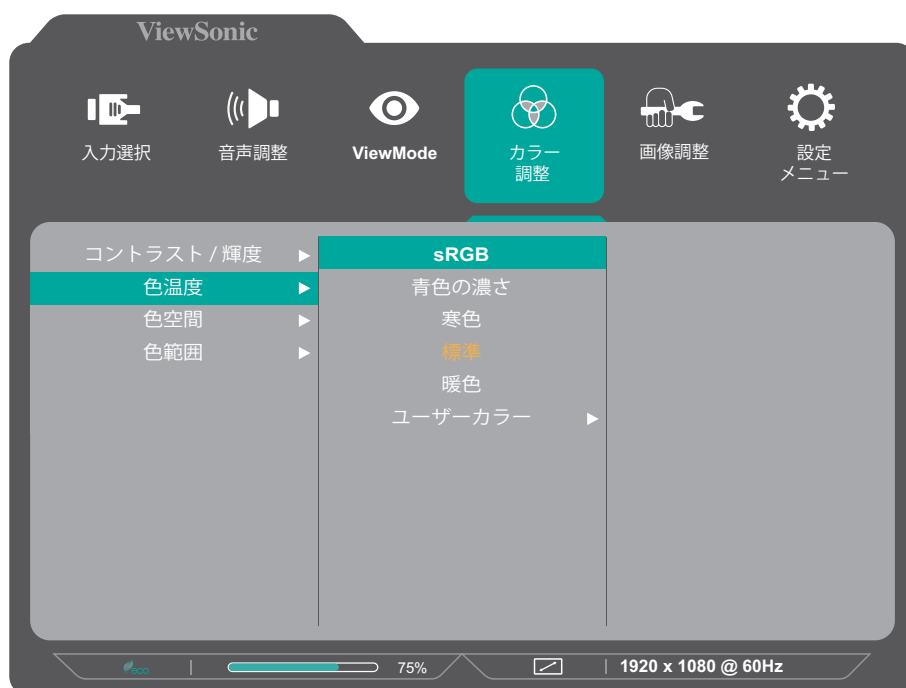 ViewSonic
入力選択
音声調整
ViewMode
カラー
調整
画像調整
設定
メニュー
コントラスト / 輝度
色温度
色空間
色範囲
sRGB
青色の濃さ
寒色
標準
暖色
ユーザーカラー
eco
75%
1920 x 1080 @ 60Hz